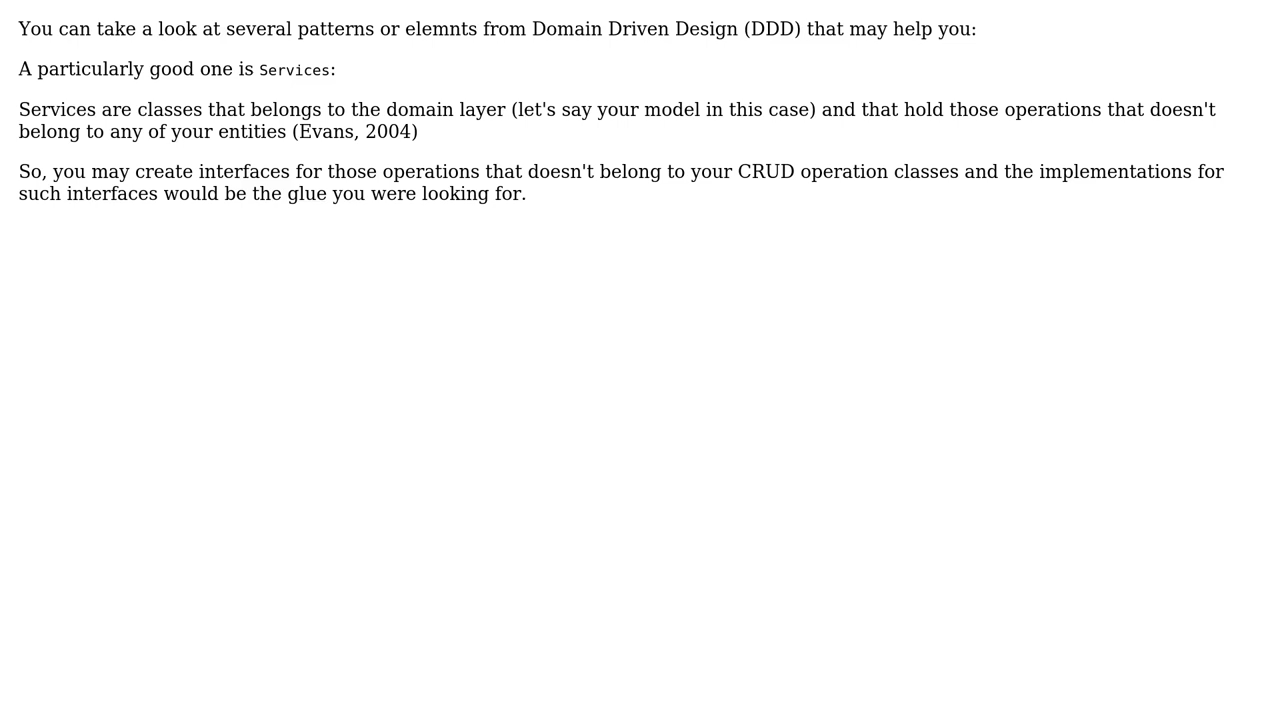 You can take a look at several patterns or elemnts from Domain Driven Design (DDD) that may help you:
A particularly good one is Services:
Services are classes that belongs to the domain layer (let's say your model in this case) and that hold those operations that doesn't
belong to any of your entities (Evans, 2004)
So, you may create interfaces for those operations that doesn't belong to your CRUD operation classes and the implementations for
such interfaces would be the glue you were looking for.